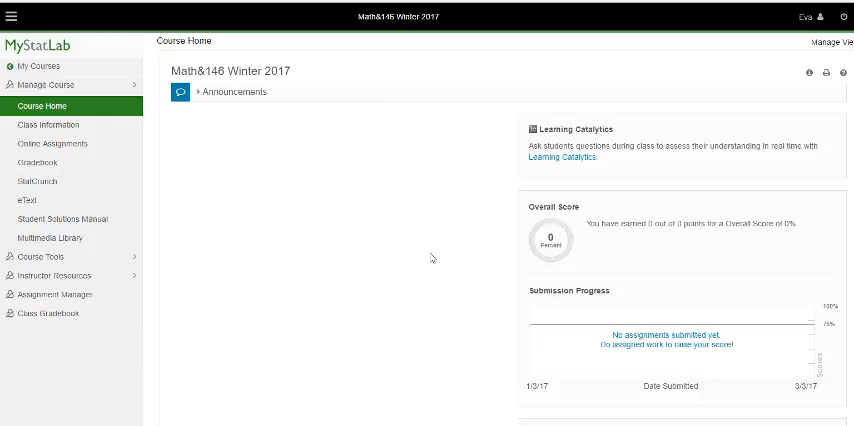 Math&146 Winter 2017
Eva
MyStatLab
My Courses
Manage Course
Course Home
Class Information
Online Assignments
Gradebook
StatCrunch
eText
Student Solutions Manual
Multimedia Library
Course Tools
Instructor Resources
Assignment Manager
Class Gradebook
Course Home
Manage Vie
Math&146 Winter 2017
Announcements
Learning Catalytics
Ask students questions during class to assess their understanding in real time with
Learning Catalytics.
Overall Score
0
Percent
You have earned 0 out of 0 points for a Overall Score of 0%
Submission Progress
100%
75%
No assignments submitted yet.
Do assigned work to raise your score!
Scores
1/3/17
Date Submitted
3/3/17